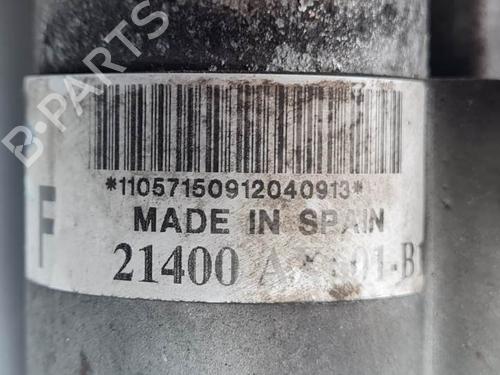 *11057150912040913*
F
MADE IN SPAIN
21400
B-PARTS